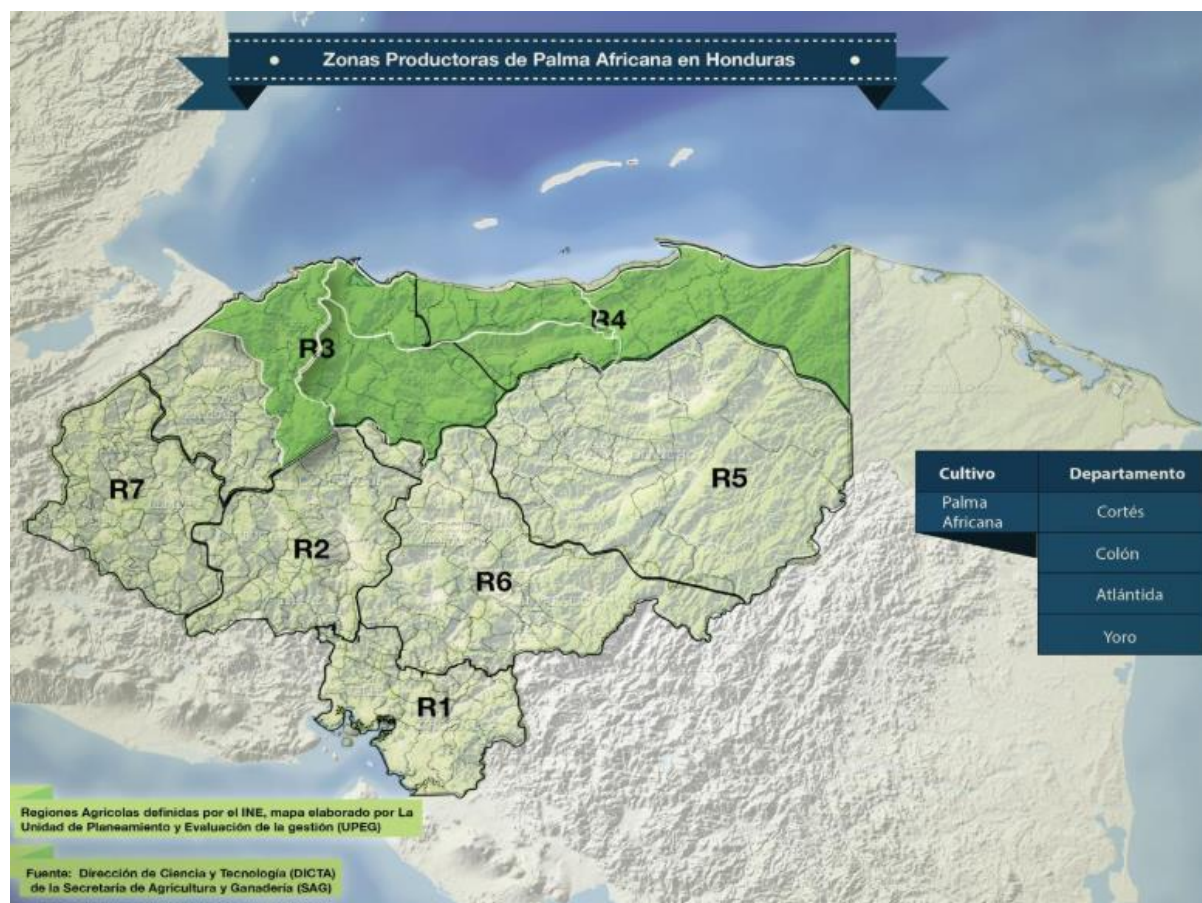 Zonas Productoras de Palma Africana en Honduras
R3
R4
R7
R5
R2
R6
R1
Cultivo
Departamento
Palma
Africana
Cortés
Colón
Atlántida
Yoro
Regiones Agricolas definidas por el INE, mapa elaborado por La
Unidad de Planeamiento y Evaluación de la gestión (UPEG)
Fuente: Dirección de Ciencia y Tecnología (DICTA)
de la Secretaría de Agricultura y Ganadería (SAG)